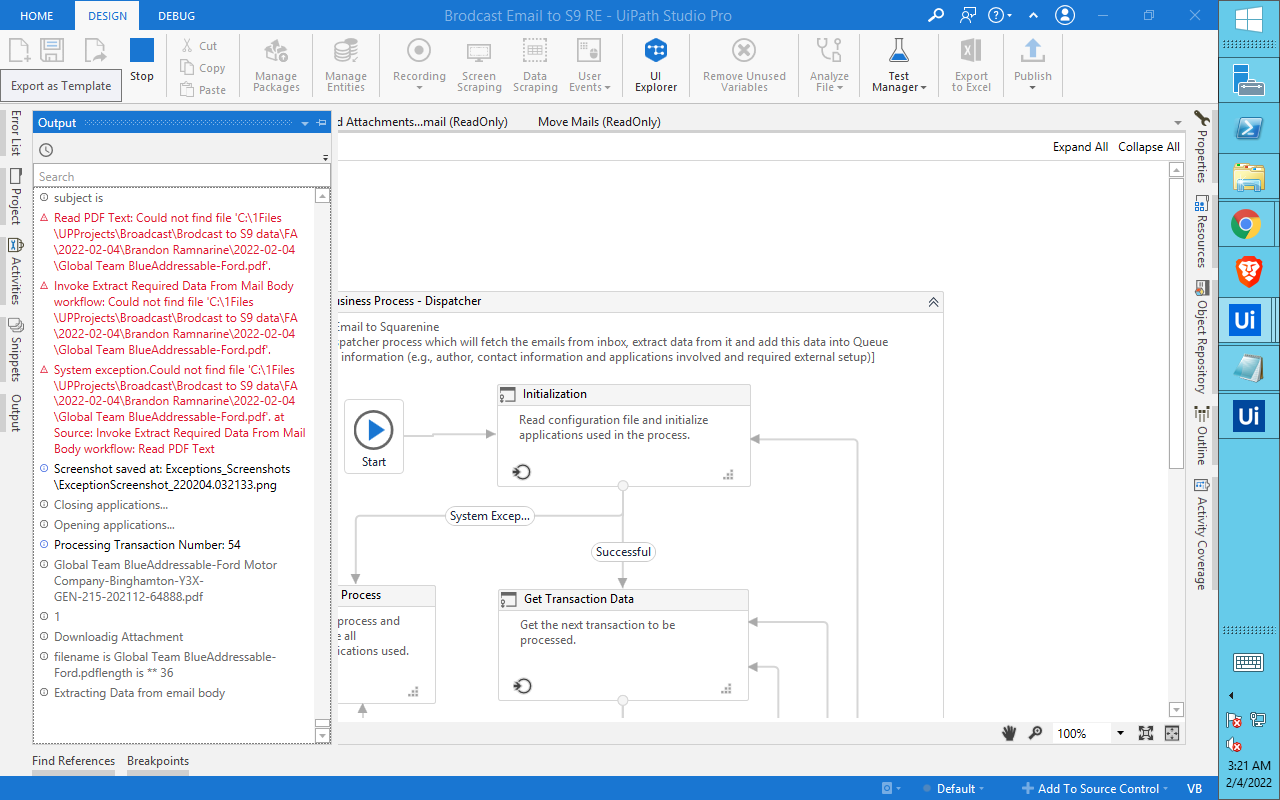 HOME
DESIGN
DEBUG
Brodcast Email to S9 RE - UiPath Studio Pro
Export as Template
Stop
Cut
Copy
Paste
Manage
Packages
Manage
Entities
Recording
Screen
Scraping
Data
Scraping
User
Events
UI
Explorer
Remove Unused
Variables
Analyze
File
Test
Manager
Export
to Excel
Publish
Error List
Project
Activities
Snippets
Output
Output
Search
subject is
Read PDF Text: Could not find file 'C:\1Files
\UPProjects\Broadcast\Brodcast to S9 data\FA
\2022-02-04\Brandon Ramnarine\2022-02-04
\Global Team BlueAddressable-Ford.pdf'.
Invoke Extract Required Data From Mail Body
workflow: Could not find file 'C:\1Files
\UPProjects\Broadcast\Brodcast to S9 data\FA
\2022-02-04\Brandon Ramnarine\2022-02-04
\Global Team BlueAddressable-Ford.pdf'.
System exception.Could not find file 'C:\1Files
\UPProjects\Broadcast\Brodcast to S9 data\FA
\2022-02-04\Brandon Ramnarine\2022-02-04
\Global Team BlueAddressable-Ford.pdf'. at
Source: Invoke Extract Required Data From Mail
Body workflow: Read PDF Text
Screenshot saved at: Exceptions_Screenshots
\ExceptionScreenshot_220204.032133.png
Closing applications...
Opening applications...
Processing Transaction Number: 54
Global Team BlueAddressable-Ford Motor
Company-Binghamton-Y3X-
GEN-215-202112-64888.pdf
1
Downloadig Attachment
filename is Global Team BlueAddressable-
Ford.pdflength is ** 36
Extracting Data from email body
Find References
Breakpoints
d Attachments...mail (ReadOnly)
Move Mails (ReadOnly)
Expand All
Collapse All
usiness Process - Dispatcher
Email to Squarenine
patcher process which will fetch the emails from inbox, extract data from it and add this data into Queue
information (e.g., author, contact information and applications involved and required external setup)]
Start
Initialization
Read configuration file and initialize
applications used in the process.
System Excep...
Successful
Process
process and
e all
ications used.
Get Transaction Data
Get the next transaction to be
processed.
100%
Properties
Resources
Object Repository
Outline
Activity Coverage
Default
Add To Source Control
VB
Ui
Ui
3:21 AM
2/4/2022